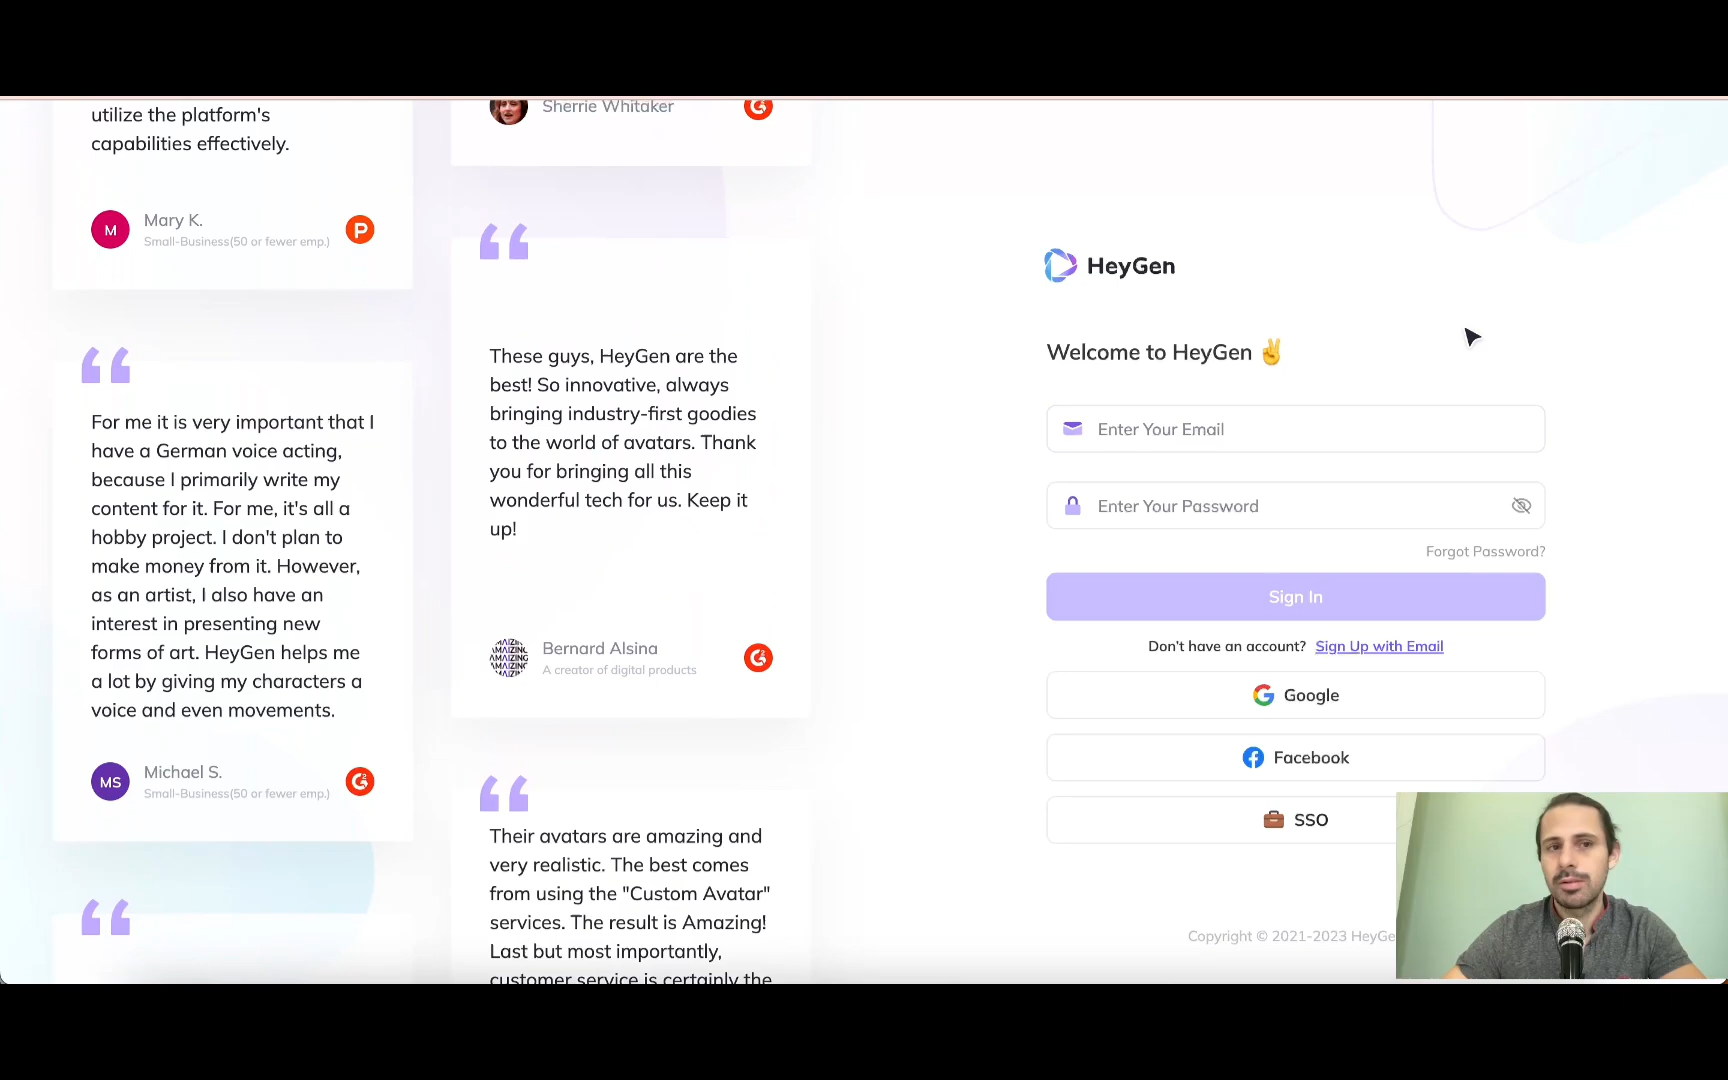 utilize the platform's
capabilities effectively.
M
Mary K.
Small-Business(50 or fewer emp.)
For me it is very important that I
have a German voice acting,
because I primarily write my
content for it. For me, it's all a
hobby project. I don't plan to
make money from it. However,
as an artist, I also have an
interest in presenting new
forms of art. HeyGen helps me
a lot by giving my characters a
voice and even movements.
MS
Michael S.
Small-Business(50 or fewer emp.)
Sherrie Whitaker
These guys, HeyGen are the
best! So innovative, always
bringing industry-first goodies
to the world of avatars. Thank
you for bringing all this
wonderful tech for us. Keep it
up!
Bernard Alsina
A creator of digital products
Their avatars are amazing and
very realistic. The best comes
from using the "Custom Avatar"
services. The result is Amazing!
Last but most importantly,
customer service is certainly the
HeyGen
Welcome to HeyGen ✌️
Enter Your Email
Enter Your Password
Forgot Password?
Sign In
Don't have an account? Sign Up with Email
Google
Facebook
SSO
Copyright © 2021-2023